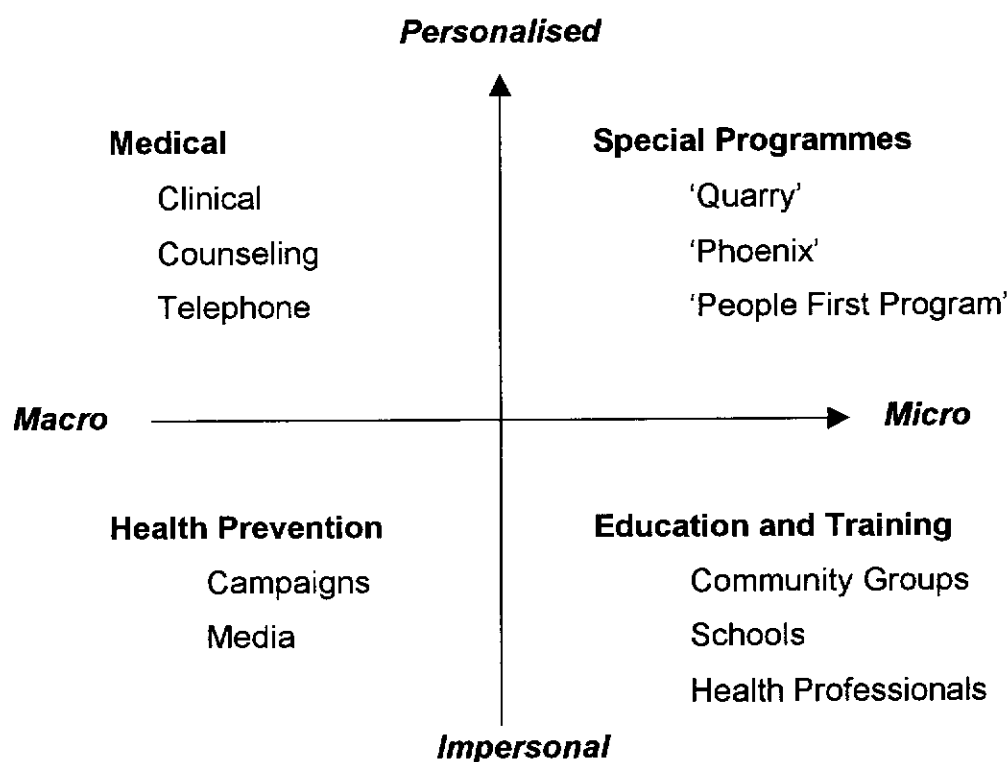 Personalised
Medical
Clinical
Counseling
Telephone
Special Programmes
‘Quarry’
‘Phoenix’
‘People First Program’
Macro
Micro
Health Prevention
Campaigns
Media
Education and Training
Community Groups
Schools
Health Professionals
Impersonal